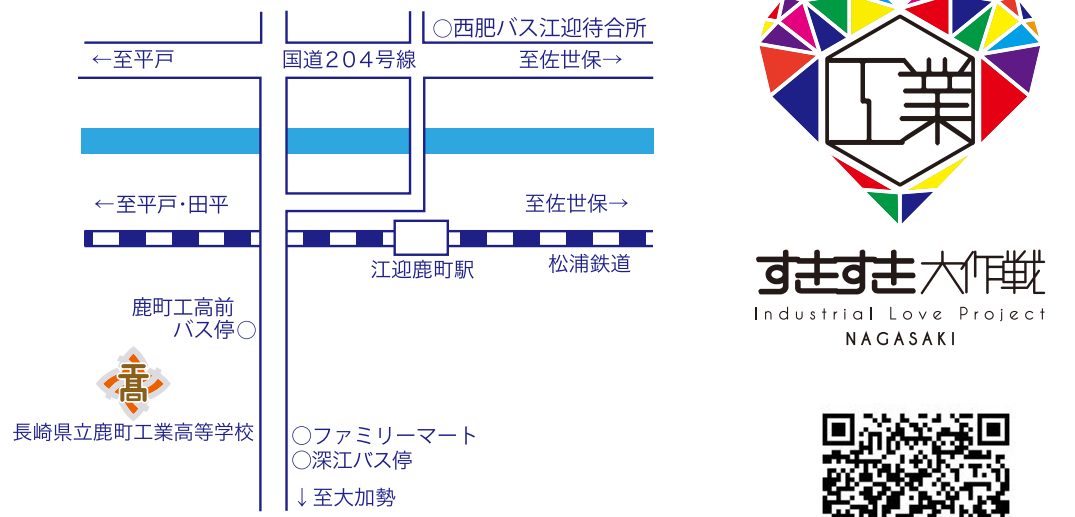 ○西肥バス江迎待合所
←至平戸
国道204号線
至佐世保→
←至平戸・田平
至佐世保→
江迎鹿町駅
松浦鉄道
鹿町工高前
バス停○
工高
長崎県立鹿町工業高等学校
○ファミリーマート
○深江バス停
↓至大加勢
工業
すきすき大作戦
Industrial Love Project
NAGASAKI